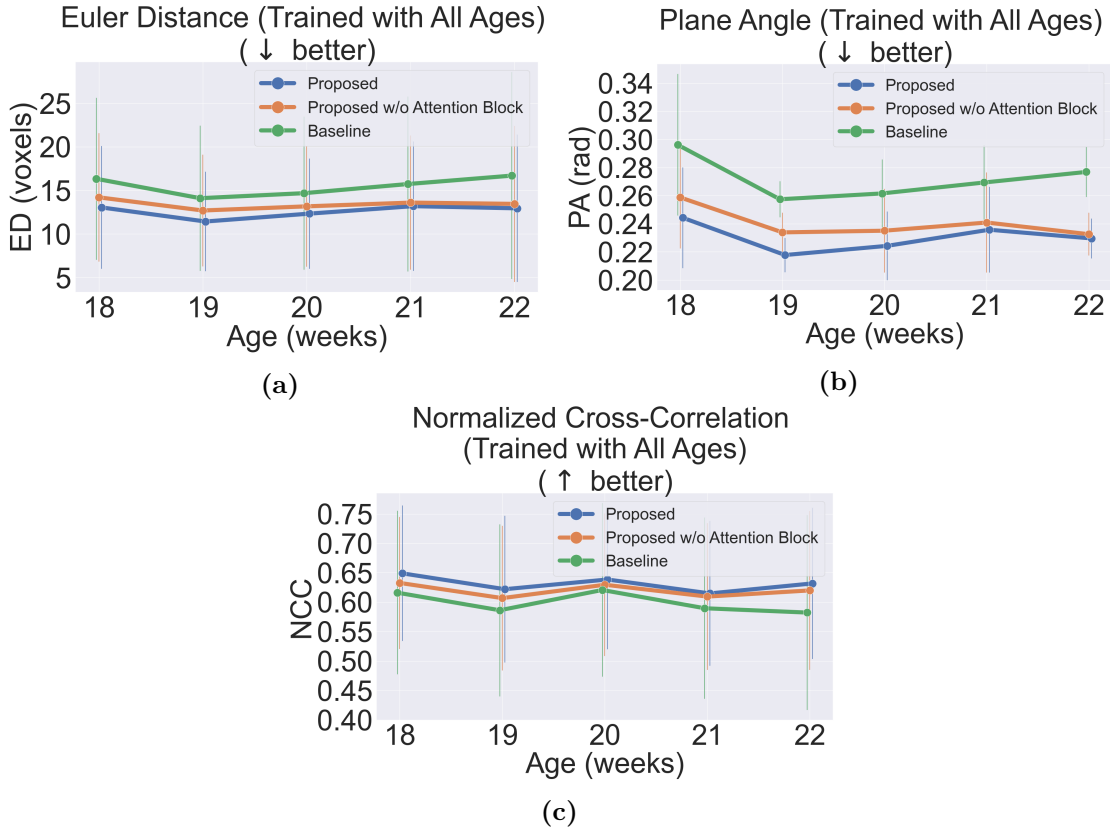 Euler Distance (Trained with All Ages)
( ↓ better)
Proposed
Proposed w/o Attention Block
Baseline
ED (voxels)
25
20
15
10
5
18 19 20 21 22
Age (weeks)
(a)
Plane Angle (Trained with All Ages)
( ↓ better)
Proposed
Proposed w/o Attention Block
Baseline
PA (rad)
0.34
0.32
0.30
0.28
0.26
0.24
0.22
0.20
18 19 20 21 22
Age (weeks)
(b)
Normalized Cross-Correlation
(Trained with All Ages)
( ↑ better)
Proposed
Proposed w/o Attention Block
Baseline
NCC
0.75
0.70
0.65
0.60
0.55
0.50
0.45
0.40
18 19 20 21 22
Age (weeks)
(c)